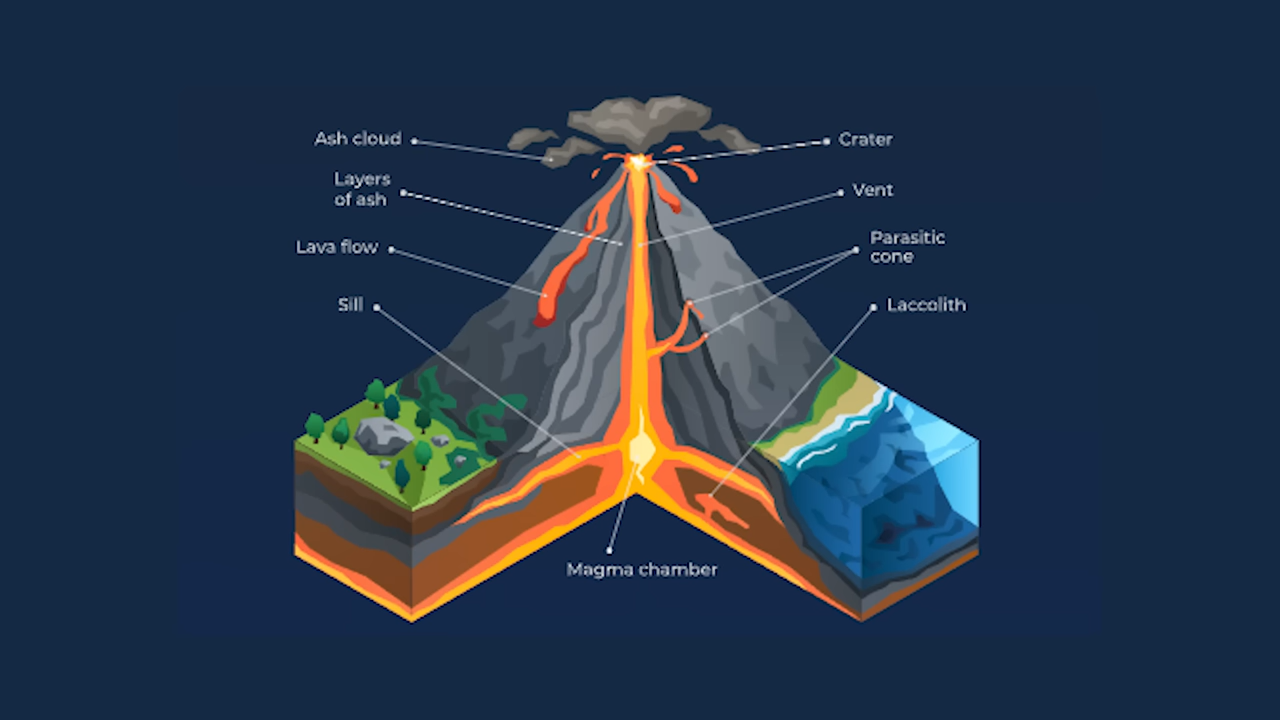 Ash cloud
Crater
Layers
of ash
Vent
Lava flow
Parasitic
cone
Sill
Laccolith
Magma chamber